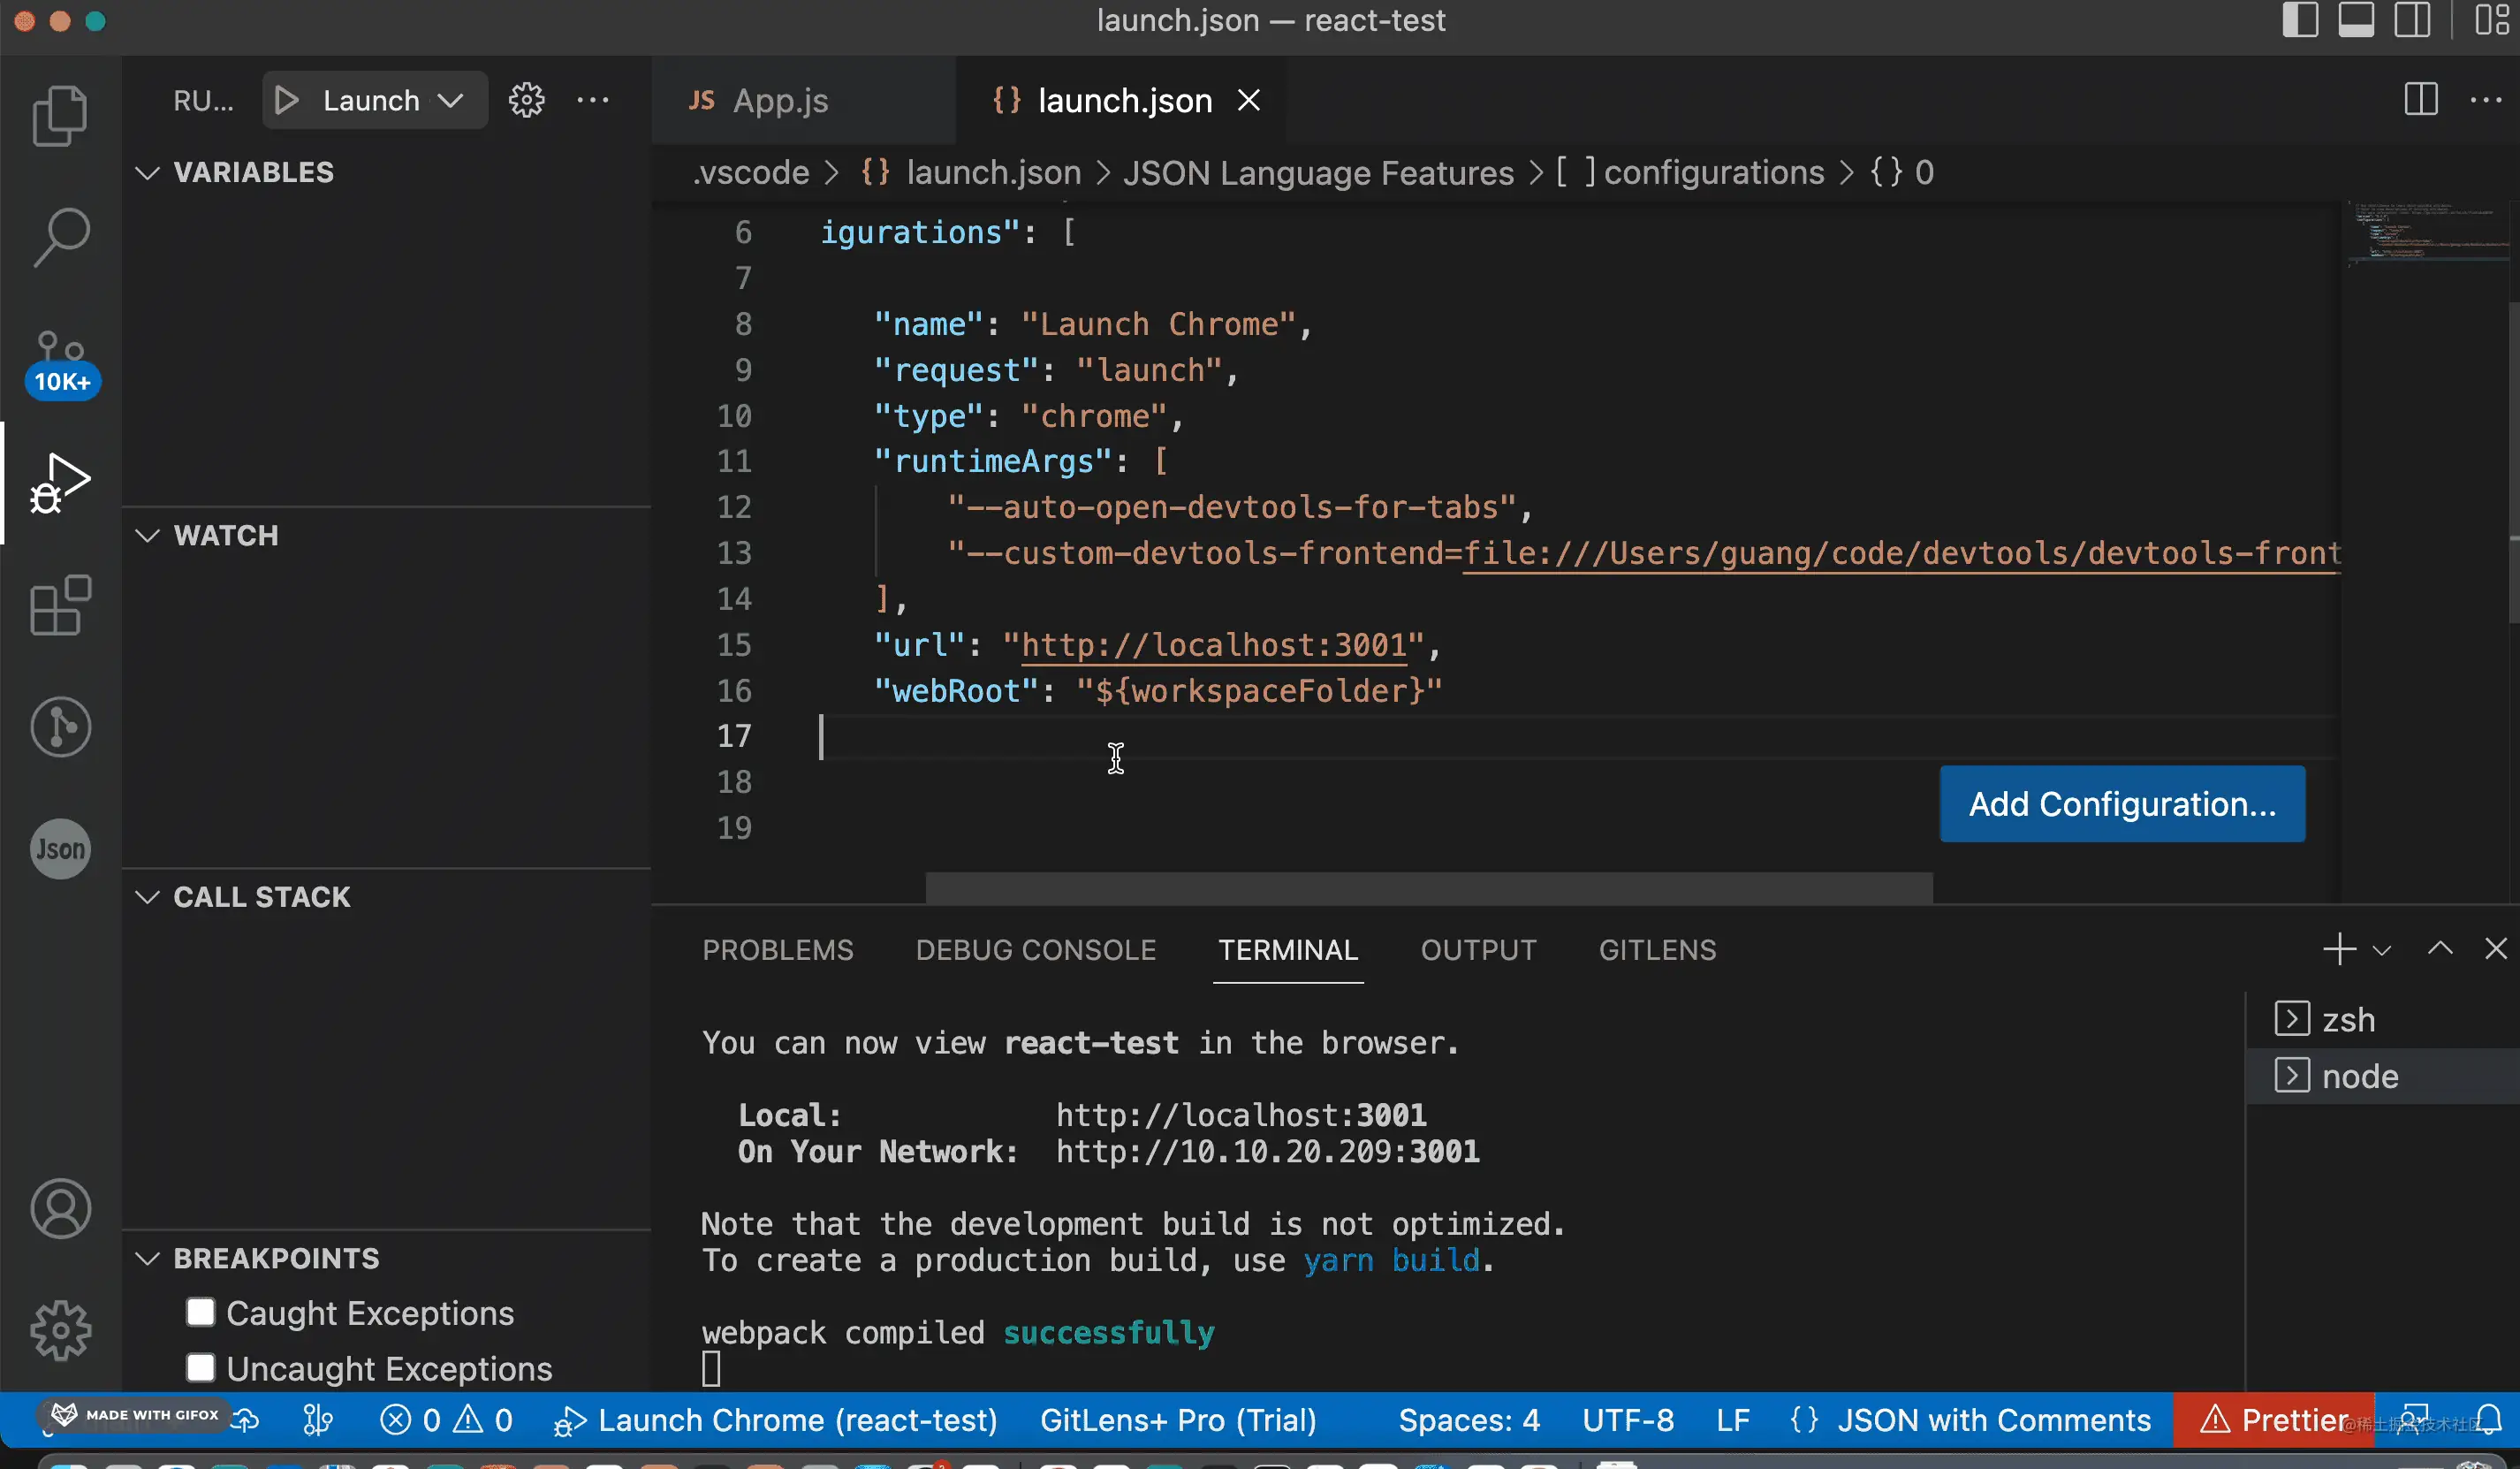 launch.json — react-test
RU...
Launch
JS App.js
{} launch.json
.vscode > {} launch.json > JSON Language Features > [ ] configurations > {} 0
VARIABLES
WATCH
CALL STACK
BREAKPOINTS
Caught Exceptions
Uncaught Exceptions
10K+
Json
6 igurations": [
7
8 "name": "Launch Chrome",
9 "request": "launch",
10 "type": "chrome",
11 "runtimeArgs": [
12 "--auto-open-devtools-for-tabs",
13 "--custom-devtools-frontend=file:///Users/guang/code/devtools/devtools-front
14 ],
15 "url": "http://localhost:3001",
16 "webRoot": "${workspaceFolder}"
17
18
19
Add Configuration...
PROBLEMS DEBUG CONSOLE TERMINAL OUTPUT GITLENS
You can now view react-test in the browser.
Local: http://localhost:3001
On Your Network: http://10.10.20.209:3001
Note that the development build is not optimized.
To create a production build, use yarn build.
webpack compiled successfully
zsh
node
MADE WITH GIFOX
0 0 Launch Chrome (react-test) GitLens+ Pro (Trial) Spaces: 4 UTF-8 LF {} JSON with Comments Prettier
@稀土掘金技术社区